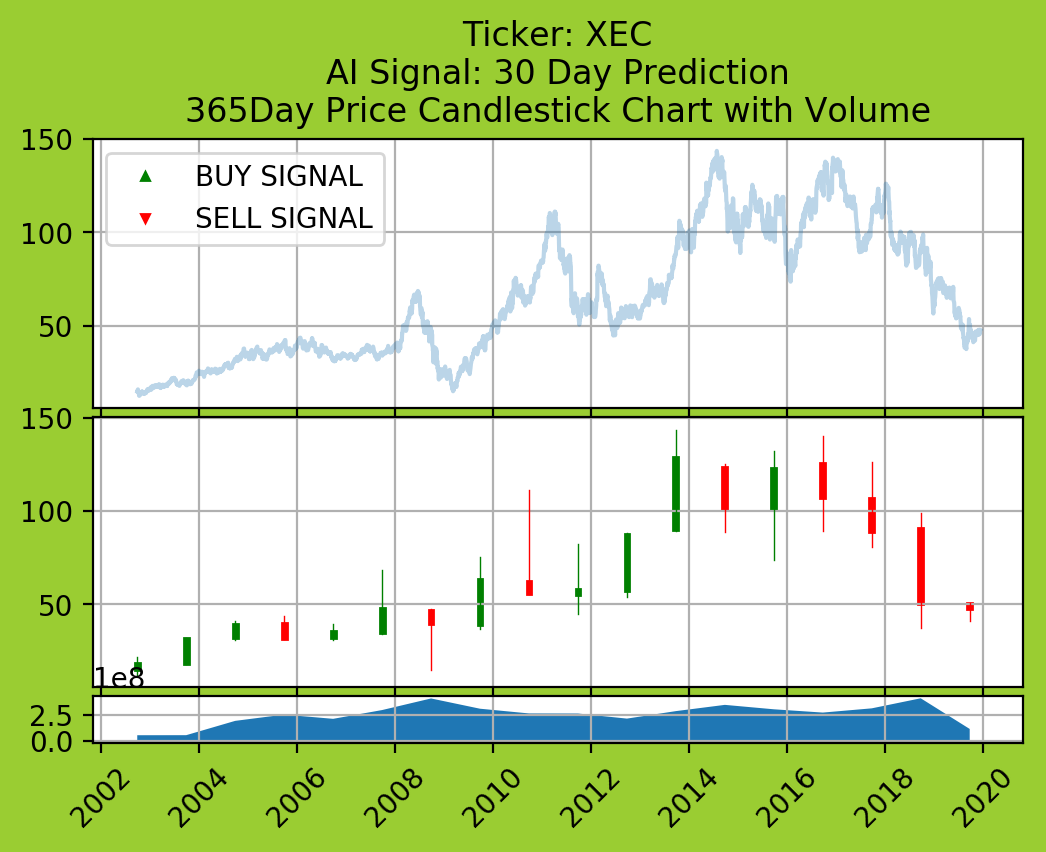 Ticker: XEC
AI Signal: 30 Day Prediction
365Day Price Candlestick Chart with Volume
150
BUY SIGNAL
SELL SIGNAL
100
50
150
100
50
1e8
2.5
0.0
2002 2004 2006 2008 2010 2012 2014 2016 2018 2020